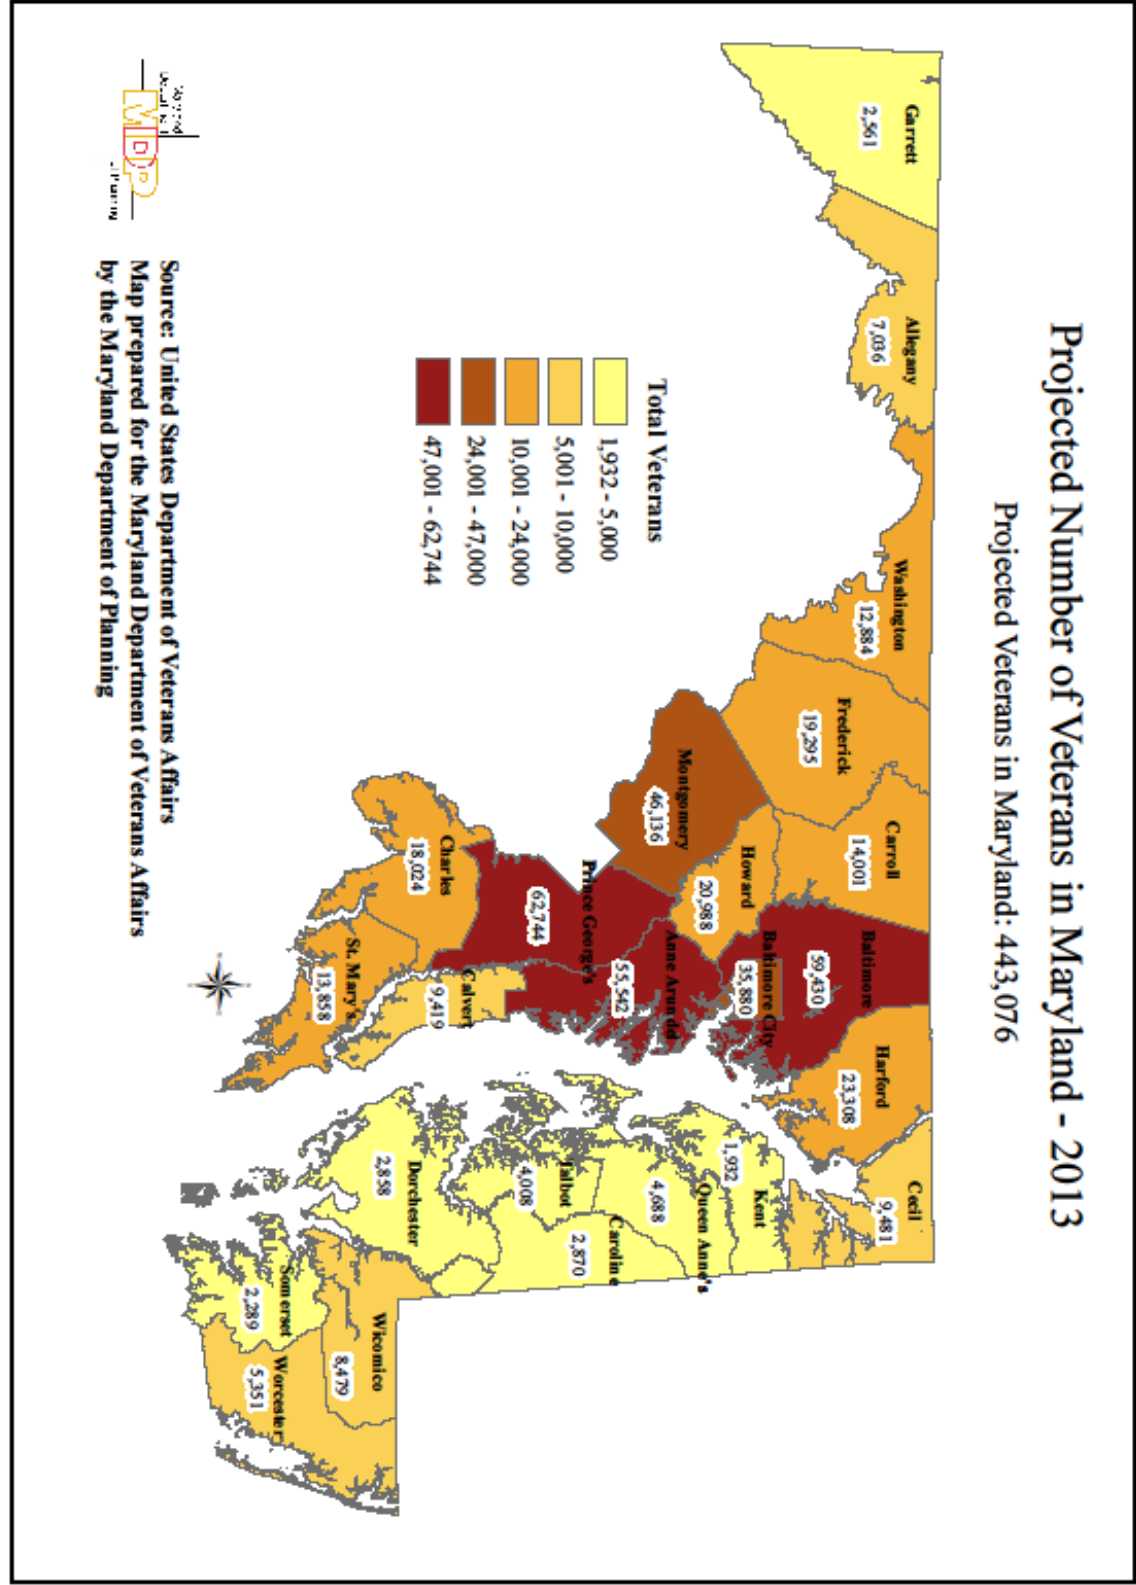 Projected Number of Veterans in Maryland - 2013
Projected Veterans in Maryland: 443,076
Garrett
2,561
Allegany
7,036
Washington
12,884
Frederick
19,295
Carroll
14,001
Baltimore
59,430
Harford
23,308
Cecil
9,481
Montgomery
46,136
Howard
20,988
Baltimore City
35,880
Kent
1,932
Queen Anne's
4,688
Prince George's
62,744
Anne Arundel
55,542
Talbot
4,008
Caroline
2,870
Charles
18,024
Calvert
9,419
St. Mary's
13,858
Dorchester
2,858
Wicomico
8,479
Somerset
2,289
Worcester
5,351
Total Veterans
1,932 - 5,000
5,001 - 10,000
10,001 - 24,000
24,001 - 47,000
47,001 - 62,744
MDP
Source: United States Department of Veterans Affairs
Map prepared for the Maryland Department of Veterans Affairs
by the Maryland Department of Planning